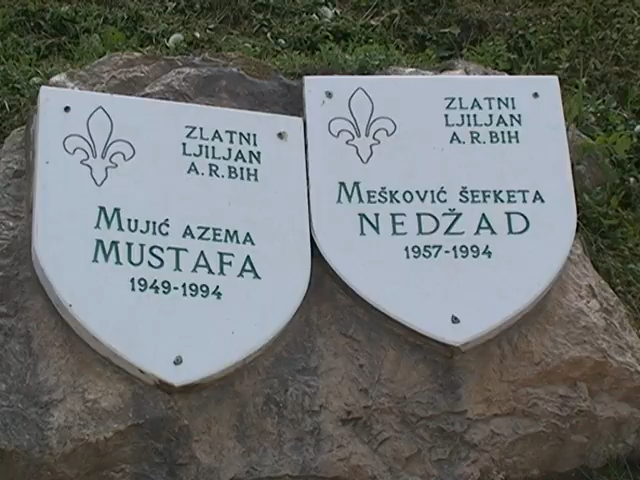 ZLATNI
LJILJAN
A.R.BIH
MUJIĆ AZEMA
MUSTAFA
1949-1994
ZLATNI
LJILJAN
A.R.BIH
MEŠKOVIĆ ŠEFKETA
NEDŽAD
1957-1994